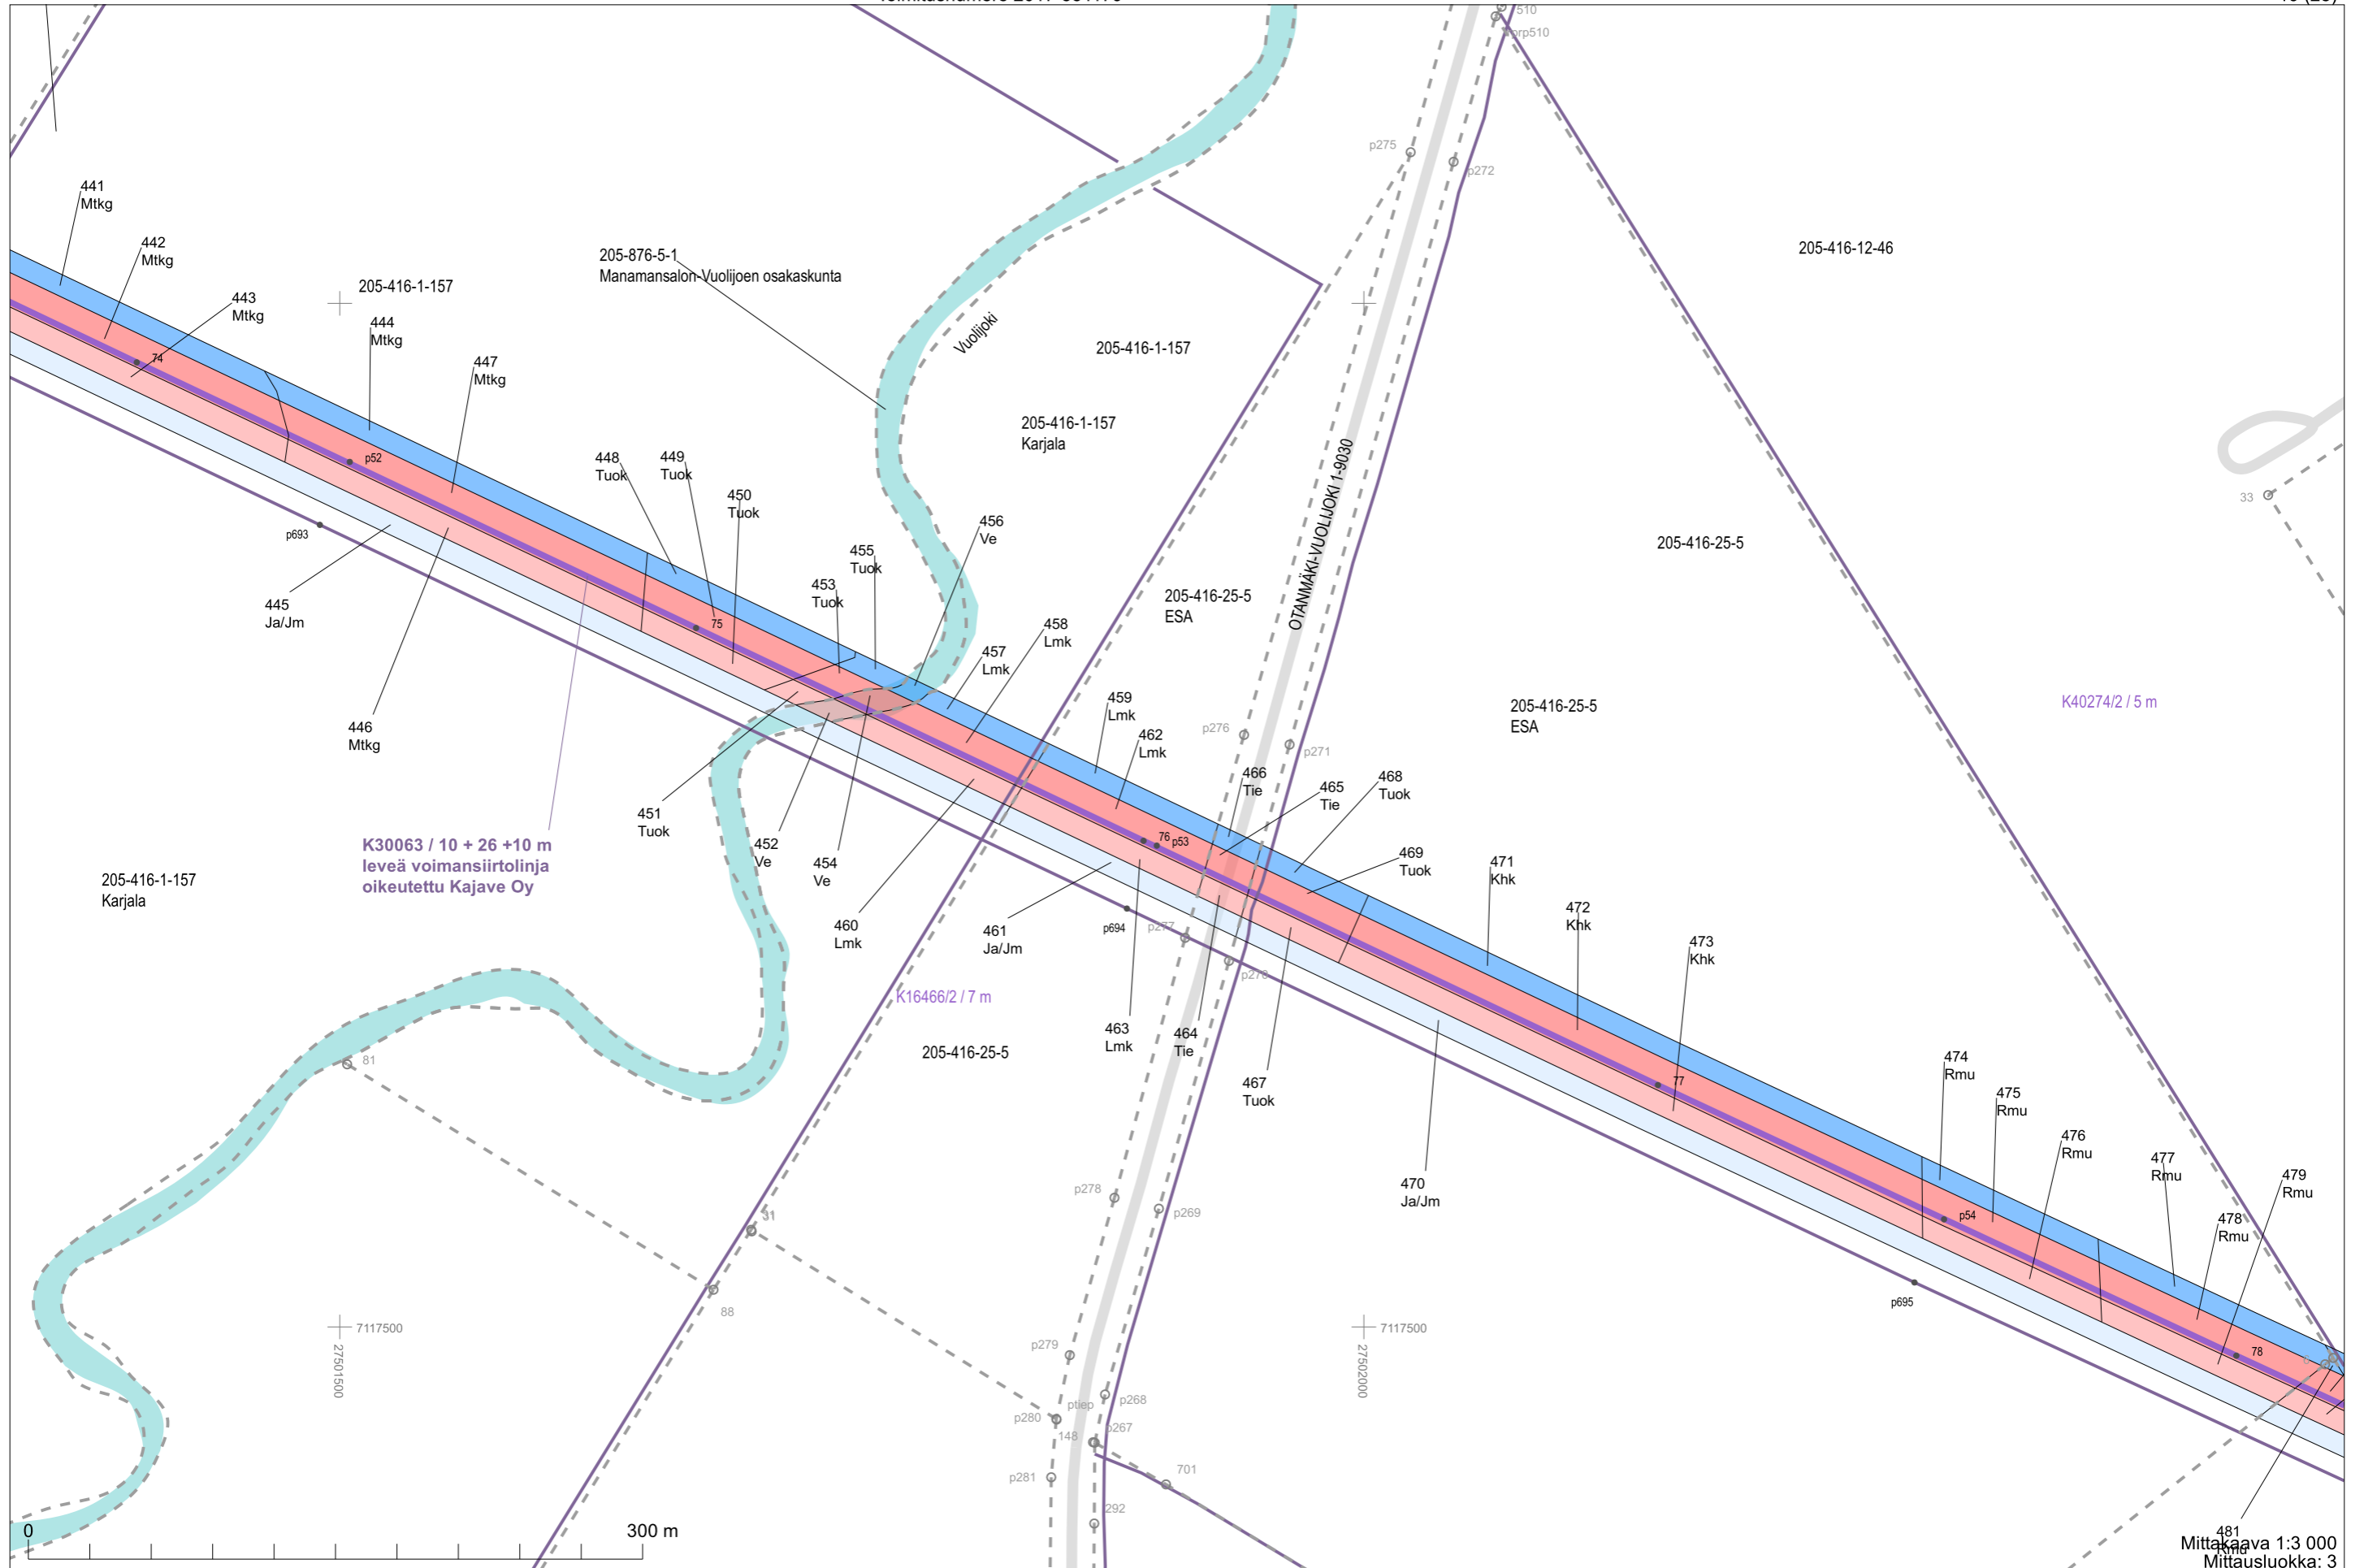 510
prp510
p275
p272
441
Mtkg
442
Mtkg
443
Mtkg
205-416-1-157
444
Mtkg
447
Mtkg
205-876-5-1
Manamansalon-Vuolijoen osakaskunta
Vuolijoki
205-416-1-157
205-416-12-46
74
p52
p693
205-416-1-157
Karjala
448
Tuok
449
Tuok
450
Tuok
OTANMÄKI-VUOLIJOKI 1-9030
33
456
Ve
455
Tuok
453
Tuok
205-416-25-5
445
Ja/Jm
75
205-416-25-5
ESA
458
Lmk
457
Lmk
446
Mtkg
459
Lmk
462
Lmk
p276
p271
205-416-25-5
ESA
K40274/2 / 5 m
451
Tuok
452
Ve
454
Ve
466
Tie
465
Tie
468
Tuok
76
p53
469
Tuok
471
Khk
K30063 / 10 + 26 +10 m
leveä voimansiirtolinja
oikeutettu Kajave Oy
205-416-1-157
Karjala
460
Lmk
461
Ja/Jm
p694
p277
472
Khk
473
Khk
K16466/2 / 7 m
205-416-25-5
463
Lmk
464
Tie
467
Tuok
77
81
474
Rmu
475
Rmu
476
Rmu
477
Rmu
479
Rmu
478
Rmu
470
Ja/Jm
p278
p269
p54
31
88
p695
7117500
27501500
7117500
27502000
p279
78
p268
ptiep
p280
p267
148
p281
701
292
0
300 m
481
Rmu
Mittakaava 1:3 000
Mittausluokka: 3